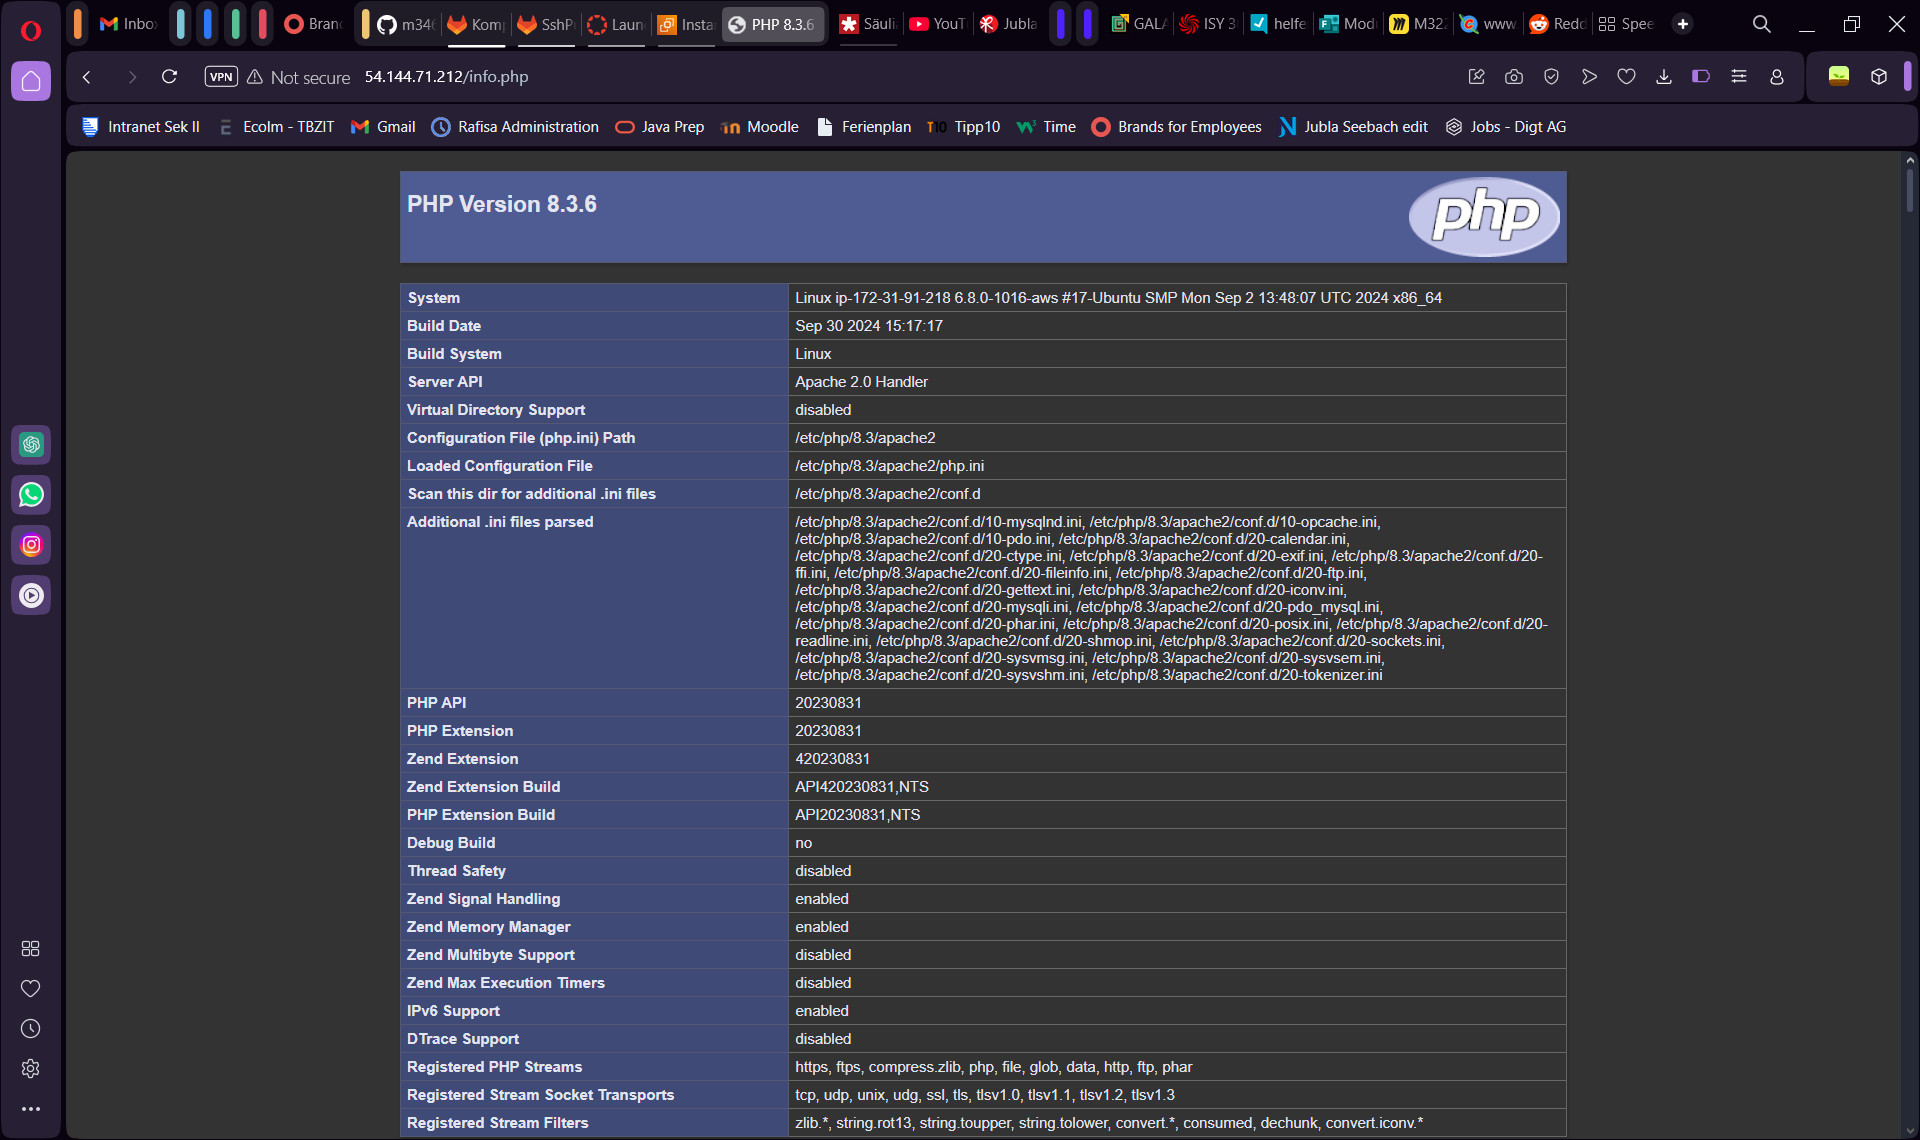 Inbo
Bran
m346
Kom
SshP
Laun
Insta
PHP 8.3.6
Säuli
YouT
Jubla
GALA
ISY 3
helfe
Mod
M322
www
Redd
Spee
VPN
Not secure
54.144.71.212/info.php
Intranet Sek II
Ecolm - TBZIT
Gmail
Rafisa Administration
Java Prep
Moodle
Ferienplan
Tipp10
Time
Brands for Employees
Jubla Seebach edit
Jobs - Digt AG
PHP Version 8.3.6
php
System Linux ip-172-31-91-218 6.8.0-1016-aws #17-Ubuntu SMP Mon Sep 2 13:48:07 UTC 2024 x86_64
Build Date Sep 30 2024 15:17:17
Build System Linux
Server API Apache 2.0 Handler
Virtual Directory Support disabled
Configuration File (php.ini) Path /etc/php/8.3/apache2
Loaded Configuration File /etc/php/8.3/apache2/php.ini
Scan this dir for additional .ini files /etc/php/8.3/apache2/conf.d
Additional .ini files parsed /etc/php/8.3/apache2/conf.d/10-mysqlnd.ini, /etc/php/8.3/apache2/conf.d/10-opcache.ini,
/etc/php/8.3/apache2/conf.d/10-pdo.ini, /etc/php/8.3/apache2/conf.d/20-calendar.ini,
/etc/php/8.3/apache2/conf.d/20-ctype.ini, /etc/php/8.3/apache2/conf.d/20-exif.ini, /etc/php/8.3/apache2/conf.d/20-
ffi.ini, /etc/php/8.3/apache2/conf.d/20-fileinfo.ini, /etc/php/8.3/apache2/conf.d/20-ftp.ini,
/etc/php/8.3/apache2/conf.d/20-gettext.ini, /etc/php/8.3/apache2/conf.d/20-iconv.ini,
/etc/php/8.3/apache2/conf.d/20-mysqli.ini, /etc/php/8.3/apache2/conf.d/20-pdo_mysql.ini,
/etc/php/8.3/apache2/conf.d/20-phar.ini, /etc/php/8.3/apache2/conf.d/20-posix.ini, /etc/php/8.3/apache2/conf.d/20-
readline.ini, /etc/php/8.3/apache2/conf.d/20-shmop.ini, /etc/php/8.3/apache2/conf.d/20-sockets.ini,
/etc/php/8.3/apache2/conf.d/20-sysvmsg.ini, /etc/php/8.3/apache2/conf.d/20-sysvsem.ini,
/etc/php/8.3/apache2/conf.d/20-sysvshm.ini, /etc/php/8.3/apache2/conf.d/20-tokenizer.ini
PHP API 20230831
PHP Extension 20230831
Zend Extension 420230831
Zend Extension Build API420230831,NTS
PHP Extension Build API20230831,NTS
Debug Build no
Thread Safety disabled
Zend Signal Handling enabled
Zend Memory Manager enabled
Zend Multibyte Support disabled
Zend Max Execution Timers disabled
IPv6 Support enabled
DTrace Support disabled
Registered PHP Streams https, ftps, compress.zlib, php, file, glob, data, http, ftp, phar
Registered Stream Socket Transports tcp, udp, unix, udg, ssl, tls, tlsv1.0, tlsv1.1, tlsv1.2, tlsv1.3
Registered Stream Filters zlib.*, string.rot13, string.toupper, string.tolower, convert.*, consumed, dechunk, convert.iconv.*